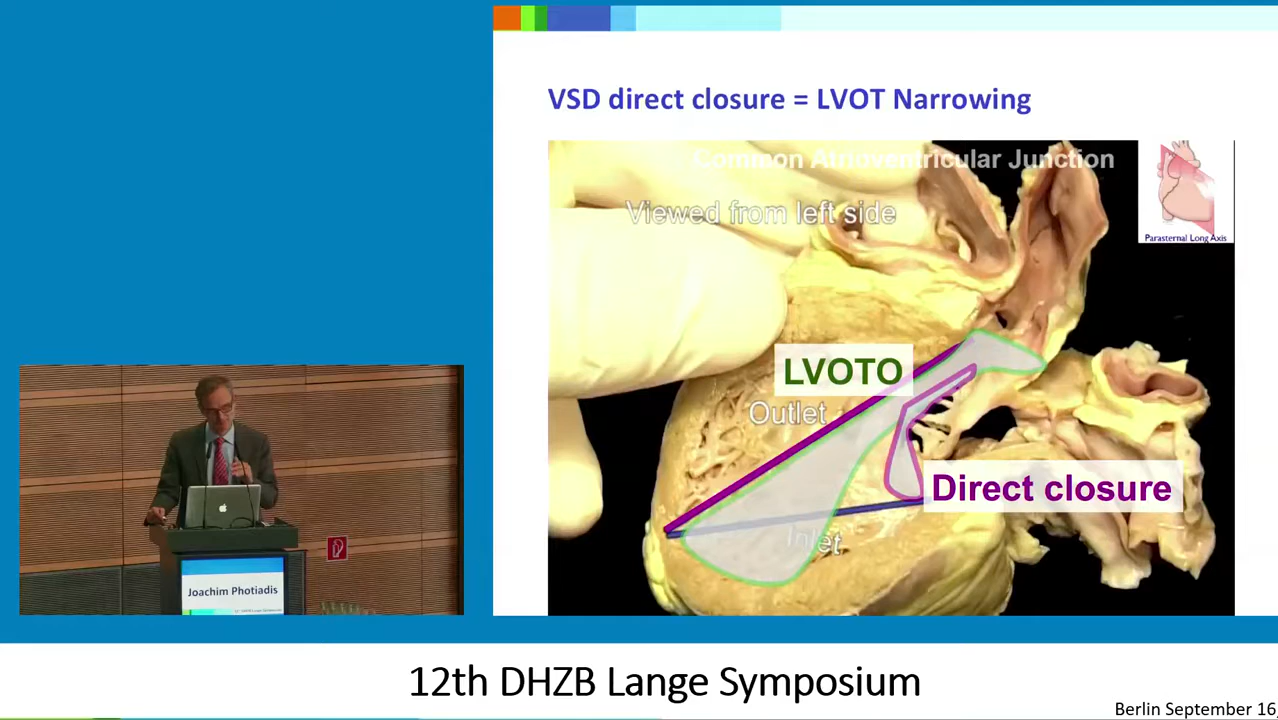 VSD direct closure = LVOT Narrowing
Common Atrioventricular Junction
Viewed from left side
Parasternal Long Axis
LVOTO
Outlet
Direct closure
Inlet
Joachim Photiadis
12th DHZB Lange Symposium
Berlin September 16,